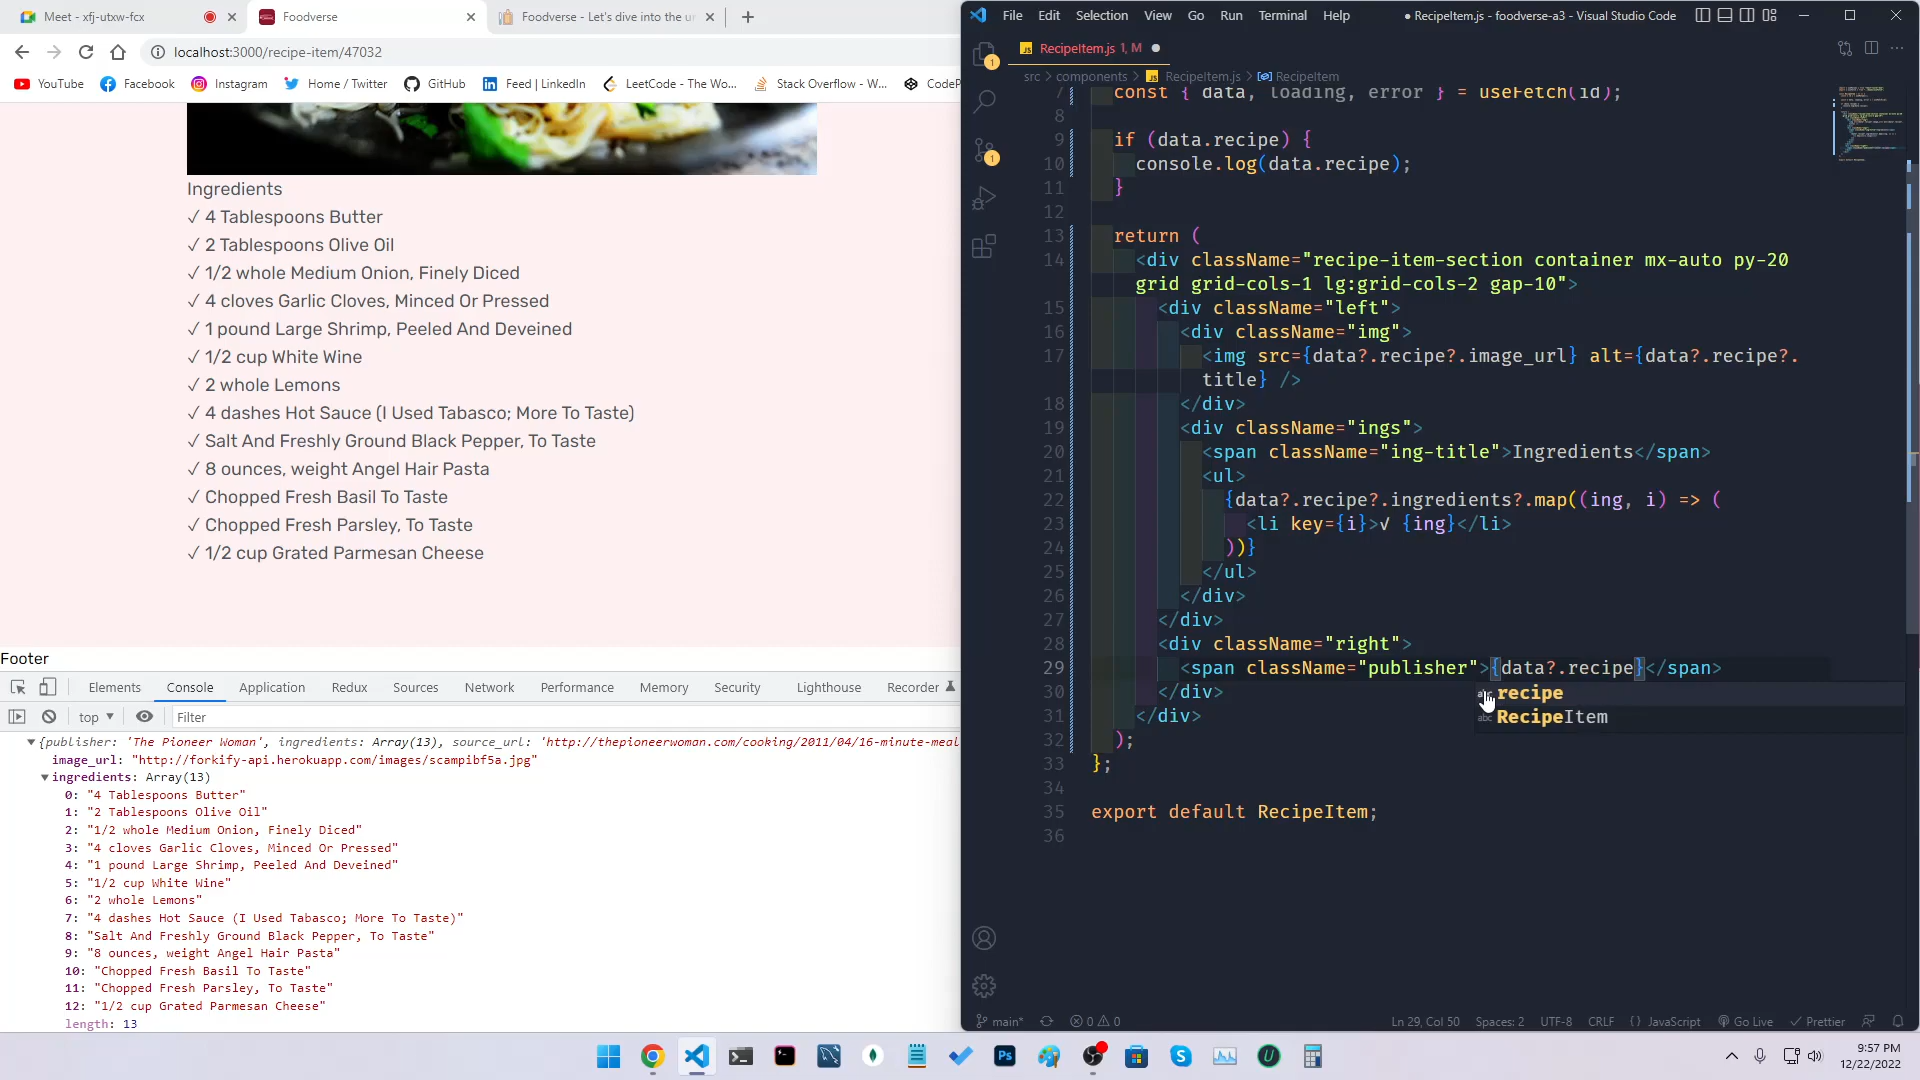 Meet - xfj-utxw-fcx
Foodverse
Foodverse - Let's dive into the u
localhost:3000/recipe-item/47032
YouTube
Facebook
Instagram
Home / Twitter
GitHub
Feed | LinkedIn
LeetCode - The Wo...
Stack Overflow - W...
CodeP
Ingredients
✓ 4 Tablespoons Butter
✓ 2 Tablespoons Olive Oil
✓ 1/2 whole Medium Onion, Finely Diced
✓ 4 cloves Garlic Cloves, Minced Or Pressed
✓ 1 pound Large Shrimp, Peeled And Deveined
✓ 1/2 cup White Wine
✓ 2 whole Lemons
✓ 4 dashes Hot Sauce (I Used Tabasco; More To Taste)
✓ Salt And Freshly Ground Black Pepper, To Taste
✓ 8 ounces, weight Angel Hair Pasta
✓ Chopped Fresh Basil To Taste
✓ Chopped Fresh Parsley, To Taste
✓ 1/2 cup Grated Parmesan Cheese
Footer
Elements Console Application Redux Sources Network Performance Memory Security Lighthouse Recorder
top Filter
{publisher: 'The Pioneer Woman', ingredients: Array(13), source_url: 'http://thepioneerwoman.com/cooking/2011/04/16-minute-meal
image_url: "http://forkify-api.herokuapp.com/images/scampibf5a.jpg"
ingredients: Array(13)
0: "4 Tablespoons Butter"
1: "2 Tablespoons Olive Oil"
2: "1/2 whole Medium Onion, Finely Diced"
3: "4 cloves Garlic Cloves, Minced Or Pressed"
4: "1 pound Large Shrimp, Peeled And Deveined"
5: "1/2 cup White Wine"
6: "2 whole Lemons"
7: "4 dashes Hot Sauce (I Used Tabasco; More To Taste)"
8: "Salt And Freshly Ground Black Pepper, To Taste"
9: "8 ounces, weight Angel Hair Pasta"
10: "Chopped Fresh Basil To Taste"
11: "Chopped Fresh Parsley, To Taste"
12: "1/2 cup Grated Parmesan Cheese"
length: 13
File Edit Selection View Go Run Terminal Help
● RecipeItem.js - foodverse-a3 - Visual Studio Code
JS RecipeItem.js 1, M ●
src > components > JS RecipeItem.js > RecipeItem
7 const { data, loading, error } = useFetch(id);
8
9 if (data.recipe) {
10 console.log(data.recipe);
11 }
12
13 return (
14 <div className="recipe-item-section container mx-auto py-20
grid grid-cols-1 lg:grid-cols-2 gap-10">
15 <div className="left">
16 <div className="img">
17 <img src={data?.recipe?.image_url} alt={data?.recipe?.
title} />
18 </div>
19 <div className="ings">
20 <span className="ing-title">Ingredients</span>
21 <ul>
22 {data?.recipe?.ingredients?.map((ing, i) => (
23 <li key={i}>√ {ing}</li>
24 ))}
25 </ul>
26 </div>
27 </div>
28 <div className="right">
29 <span className="publisher">{data?.recipe}</span>
30 </div>
31 </div>
32 );
33 };
34
35 export default RecipeItem;
36
abc recipe
abc RecipeItem
main* 0 0
Ln 29, Col 50 Spaces: 2 UTF-8 CRLF {} JavaScript Go Live ✓ Prettier
Ps
9:57 PM
12/22/2022